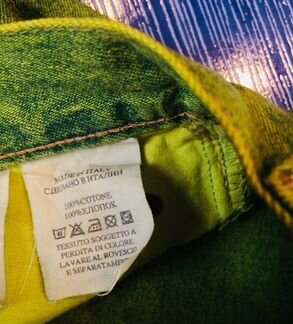 MADE IN ITALY
СДЕЛАНО В ИТАЛИИ
100%COTONE
100%ХЛОПОК
TESSUTO SOGGETTO A
PERDITA DI COLORE
LAVARE AL ROVESCIO
E SEPARATAMENTE